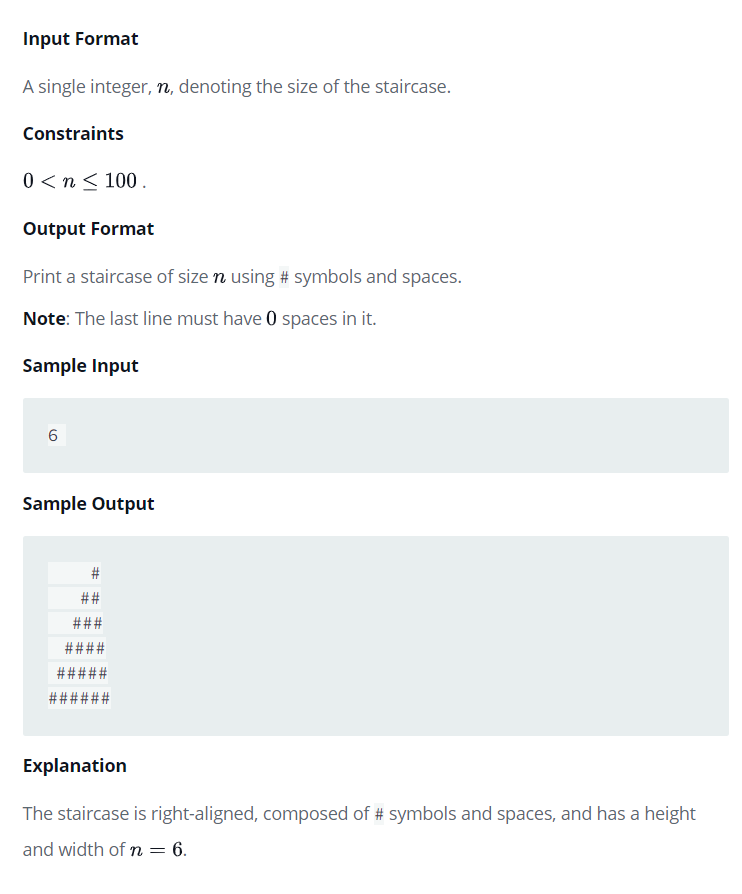 Input Format
A single integer, n, denoting the size of the staircase.
Constraints
0 < n ≤ 100 .
Output Format
Print a staircase of size n using # symbols and spaces.
Note: The last line must have 0 spaces in it.
Sample Input
6
Sample Output
     #
    ##
   ###
  ####
 #####
######
Explanation
The staircase is right-aligned, composed of # symbols and spaces, and has a height
and width of n = 6.